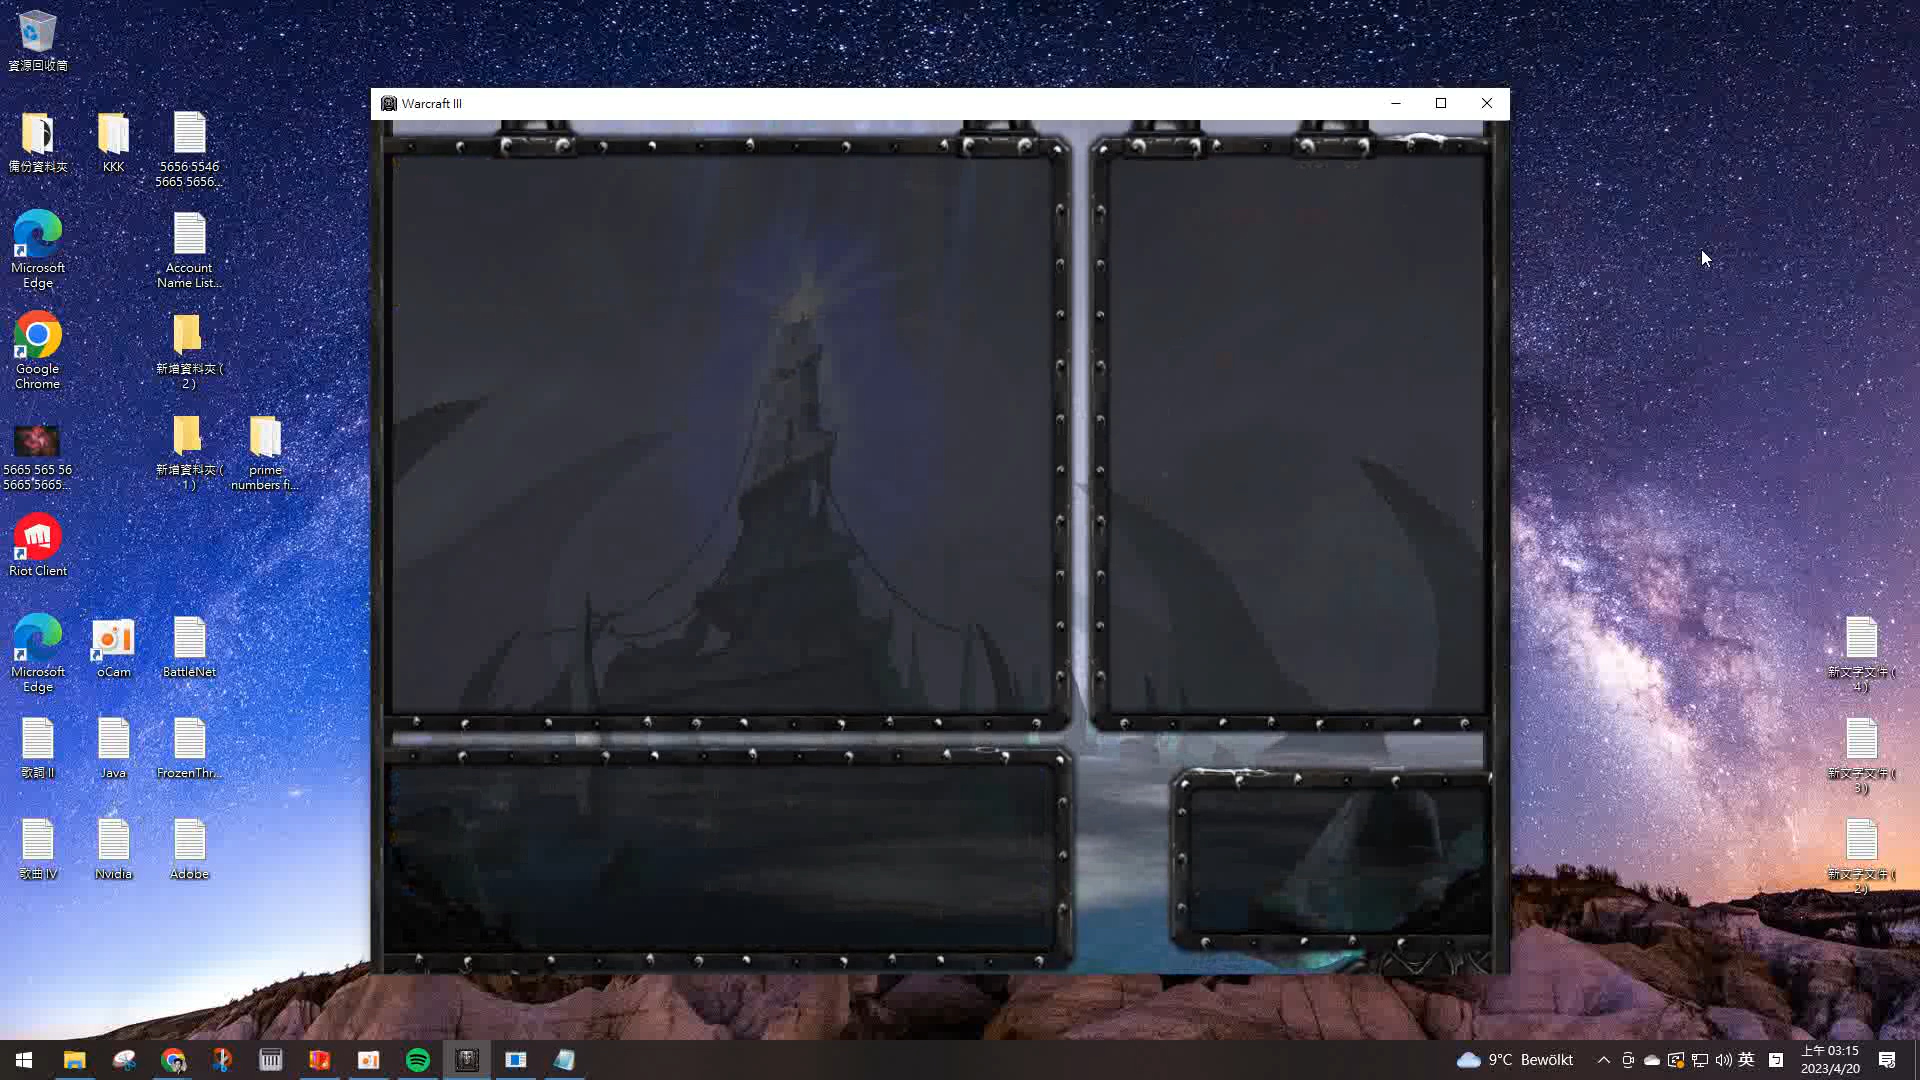 Warcraft III
資源回收筒
備份資料夾
KKK
5656 5546
5665 5656...
Microsoft
Edge
Account
Name List...
Google
Chrome
新增資料夾 (
2 )
5665 565 56
5665 5665...
新增資料夾 (
1 )
prime
numbers fi...
Riot Client
Microsoft
Edge
oCam
BattleNet
歌詞 II
Java
FrozenThr...
歌曲 IV
Nvidia
Adobe
新文字文件 (
4 )
新文字文件 (
3 )
新文字文件 (
2 )
9°C Bewölkt
英
上午 03:15
2023/4/20